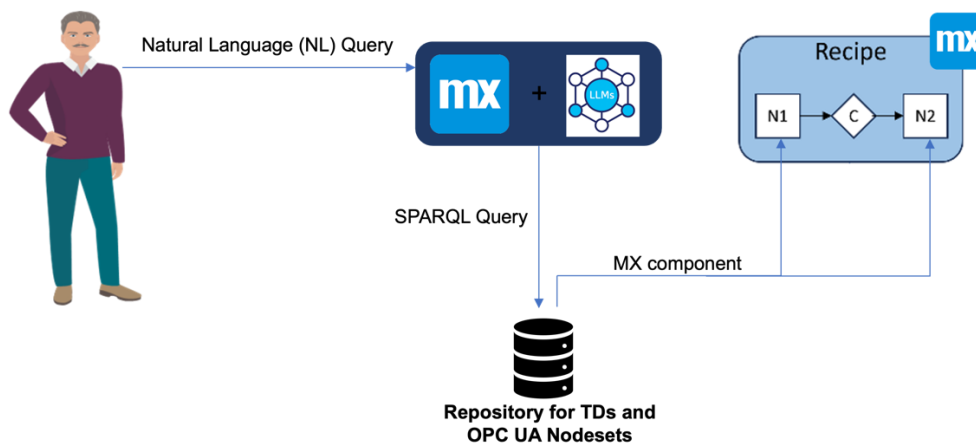 Natural Language (NL) Query
mx
+
LLMs
Recipe
mx
N1
C
N2
SPARQL Query
MX component
Repository for TDs and
OPC UA Nodesets